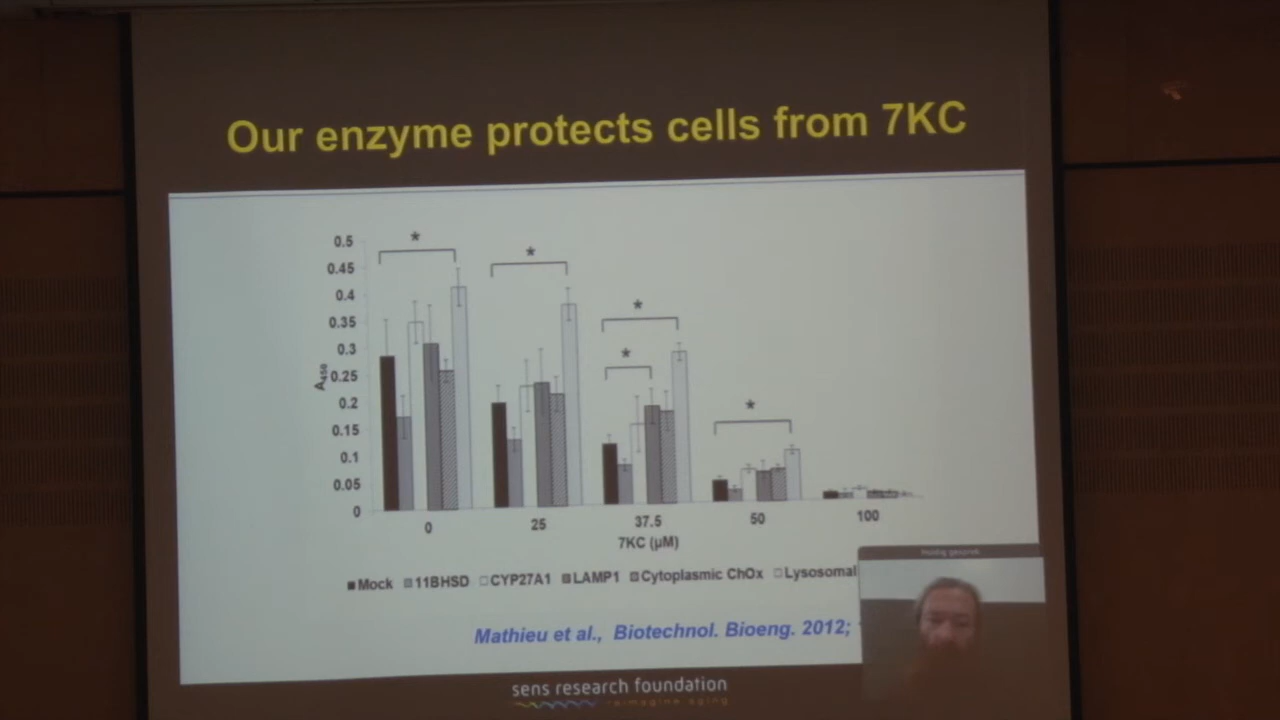 Our enzyme protects cells from 7KC
0.5
0.45
0.4
0.35
0.3
0.25
0.2
0.15
0.1
0.05
0
A450
*
*
*
*
*
0 25 37.5 50 100
7KC (µM)
Mock 11BHSD CYP27A1 LAMP1 Cytoplasmic ChOx Lysosomal
Mathieu et al., Biotechnol. Bioeng. 2012;
sens research foundation
reimagine aging